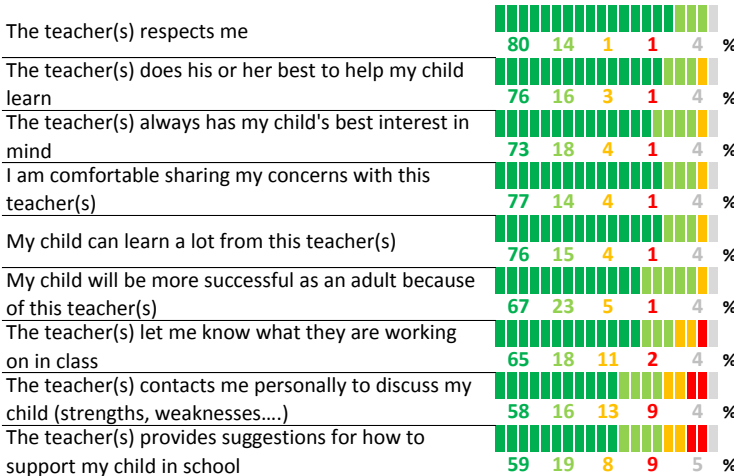 The teacher(s) respects me
80 14 1 1 4 %
The teacher(s) does his or her best to help my child
learn
76 16 3 1 4 %
The teacher(s) always has my child's best interest in
mind
73 18 4 1 4 %
I am comfortable sharing my concerns with this
teacher(s)
77 14 4 1 4 %
My child can learn a lot from this teacher(s)
76 15 4 1 4 %
My child will be more successful as an adult because
of this teacher(s)
67 23 5 1 4 %
The teacher(s) let me know what they are working
on in class
65 18 11 2 4 %
The teacher(s) contacts me personally to discuss my
child (strengths, weaknesses....)
58 16 13 9 4 %
The teacher(s) provides suggestions for how to
support my child in school
59 19 8 9 5 %